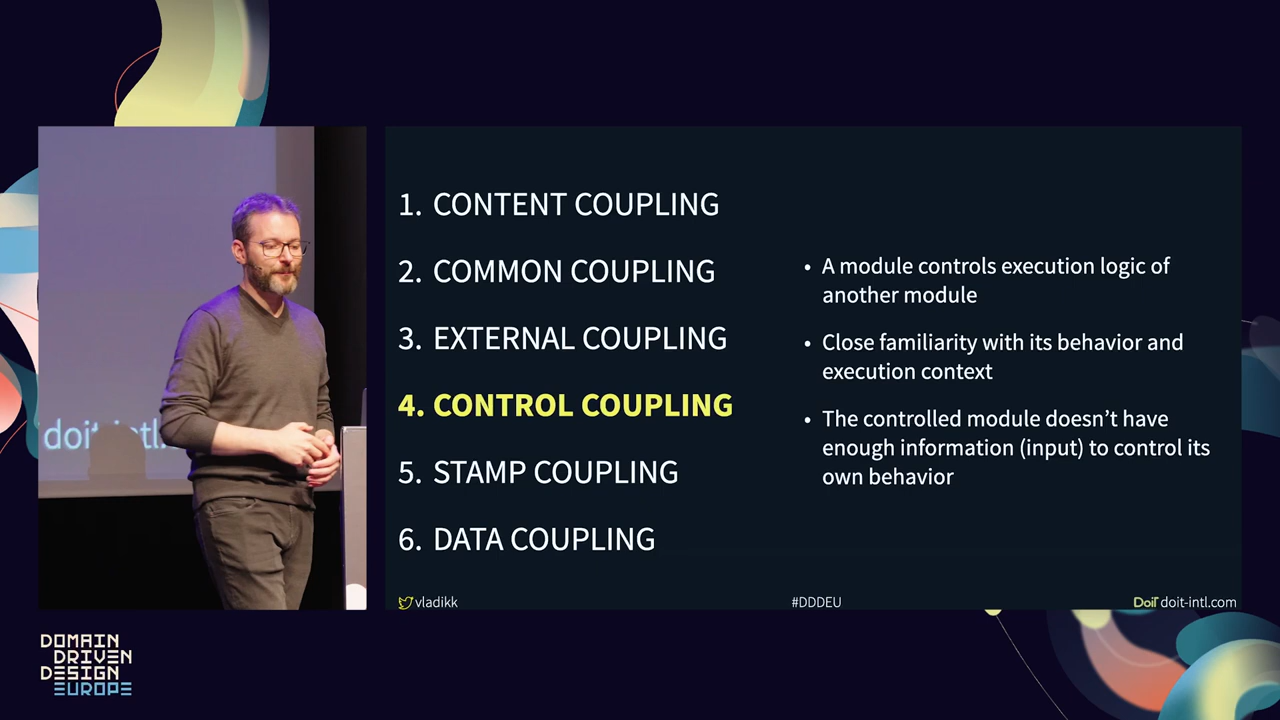 doit-intl.
1. CONTENT COUPLING
2. COMMON COUPLING
3. EXTERNAL COUPLING
4. CONTROL COUPLING
5. STAMP COUPLING
6. DATA COUPLING
• A module controls execution logic of
another module
• Close familiarity with its behavior and
execution context
• The controlled module doesn’t have
enough information (input) to control its
own behavior
vladikk
#DDDEU
DoiT doit-intl.com
DOMAIN
DRIVEN
DESIGN
EUROPE